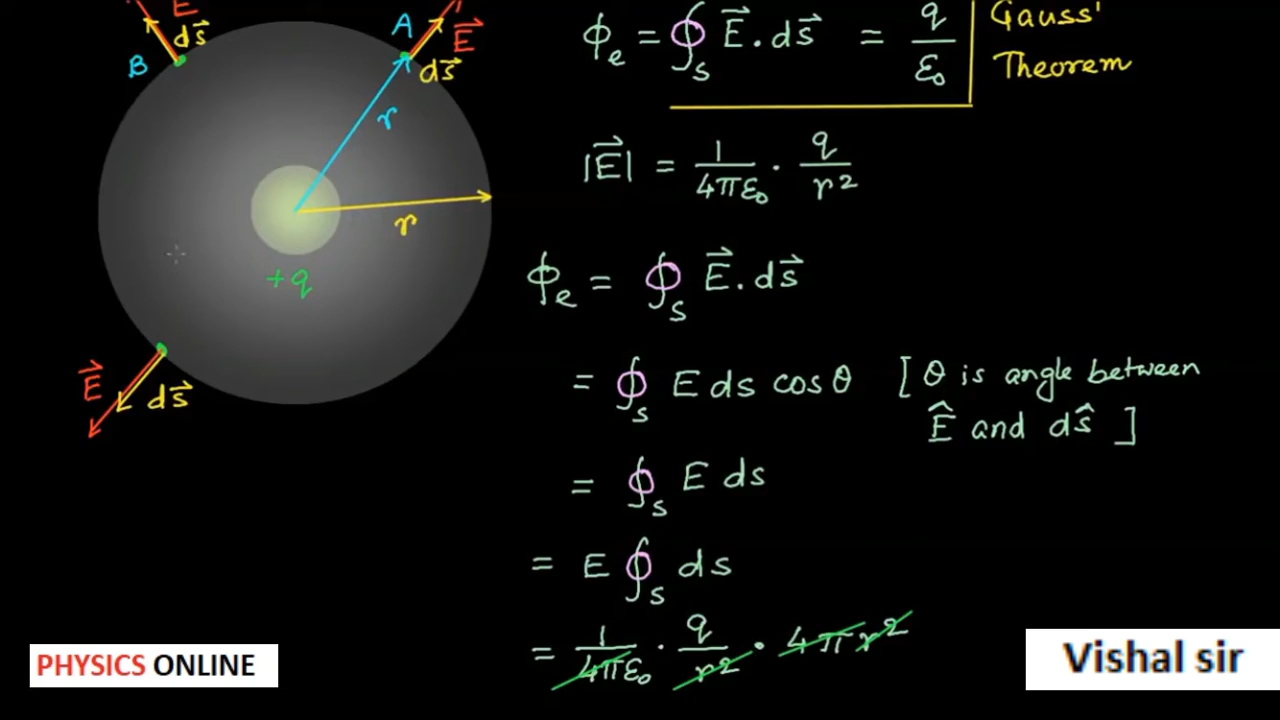 E⃗
ds⃗
B
A
E⃗
ds⃗
r
r
+q
E⃗
ds⃗
ϕₑ = ∮ₛ E⃗.ds⃗ = q/ε₀
Gauss'
Theorem
|E⃗| = 1/4πε₀ · q/r²
ϕₑ = ∮ₛ E⃗.ds⃗
= ∮ₛ E ds cosθ [ θ is angle between
Ê and dŝ ]
= ∮ₛ E ds
= E ∮ₛ ds
= 1/4πε₀ · q/r² · 4πr²
PHYSICS ONLINE
Vishal sir